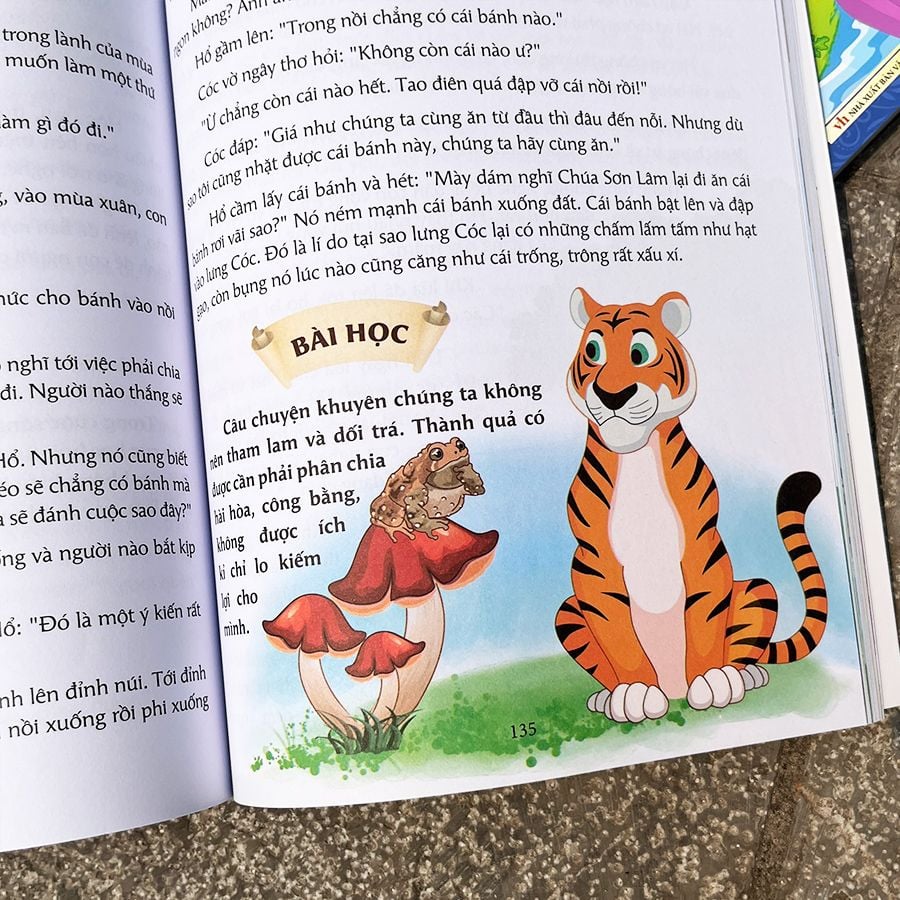 trong lành của mùa
muốn làm một thứ
làm gì đó đi."
vào mùa xuân, con
cho bánh vào nồi
nghĩ tới việc phải chia
đi. Người nào thắng sẽ
Hổ. Nhưng nó cũng biết
sẽ chẳng có bánh mà
sẽ đánh cuộc sao đây?"
và người nào bắt kịp
"Đó là một ý kiến rất
lên đỉnh núi. Tới đỉnh
nồi xuống rồi phi xuống
ngon không? Anh
Hổ gầm lên: "Trong nồi chẳng có cái bánh nào."
Cóc vờ ngây thơ hỏi: "Không còn cái nào ư?"
"Ừ chẳng còn cái nào hết. Tao điên quá đập vỡ cái nồi rồi!"
Cóc đáp: "Giá như chúng ta cùng ăn từ đầu thì đâu đến nỗi. Nhưng dù
sao tôi cũng nhặt được cái bánh này, chúng ta hãy cùng ăn."
Hổ cầm lấy cái bánh và hét: "Mày dám nghĩ Chúa Sơn Lâm lại đi ăn cái
bánh rơi vãi sao?" Nó ném mạnh cái bánh xuống đất. Cái bánh bật lên và đập
vào lưng Cóc. Đó là lí do tại sao lưng Cóc lại có những chấm lấm tấm như hạt
gạo, còn bụng nó lúc nào cũng căng như cái trống, trông rất xấu xí.
BÀI HỌC
Câu chuyện khuyên chúng ta không
nên tham lam và dối trá. Thành quả có
được cần phải phân chia
hài hòa, công bằng,
không được ích
kỉ chỉ lo kiếm
lợi cho
mình.
135
NHÀ XUẤT BẢN